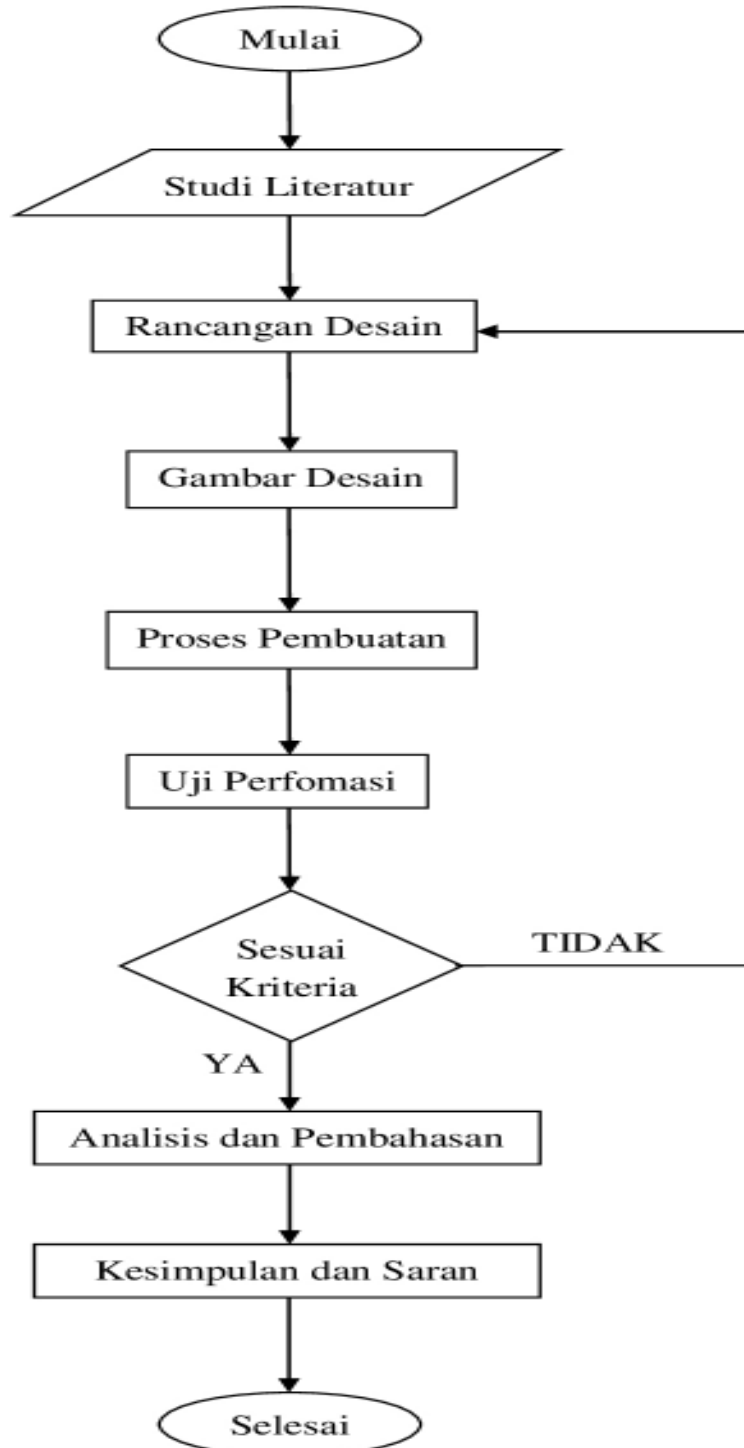 Mulai
Studi Literatur
Rancangan Desain
Gambar Desain
Proses Pembuatan
Uji Perfomasi
Sesuai
Kriteria
TIDAK
YA
Analisis dan Pembahasan
Kesimpulan dan Saran
Selesai